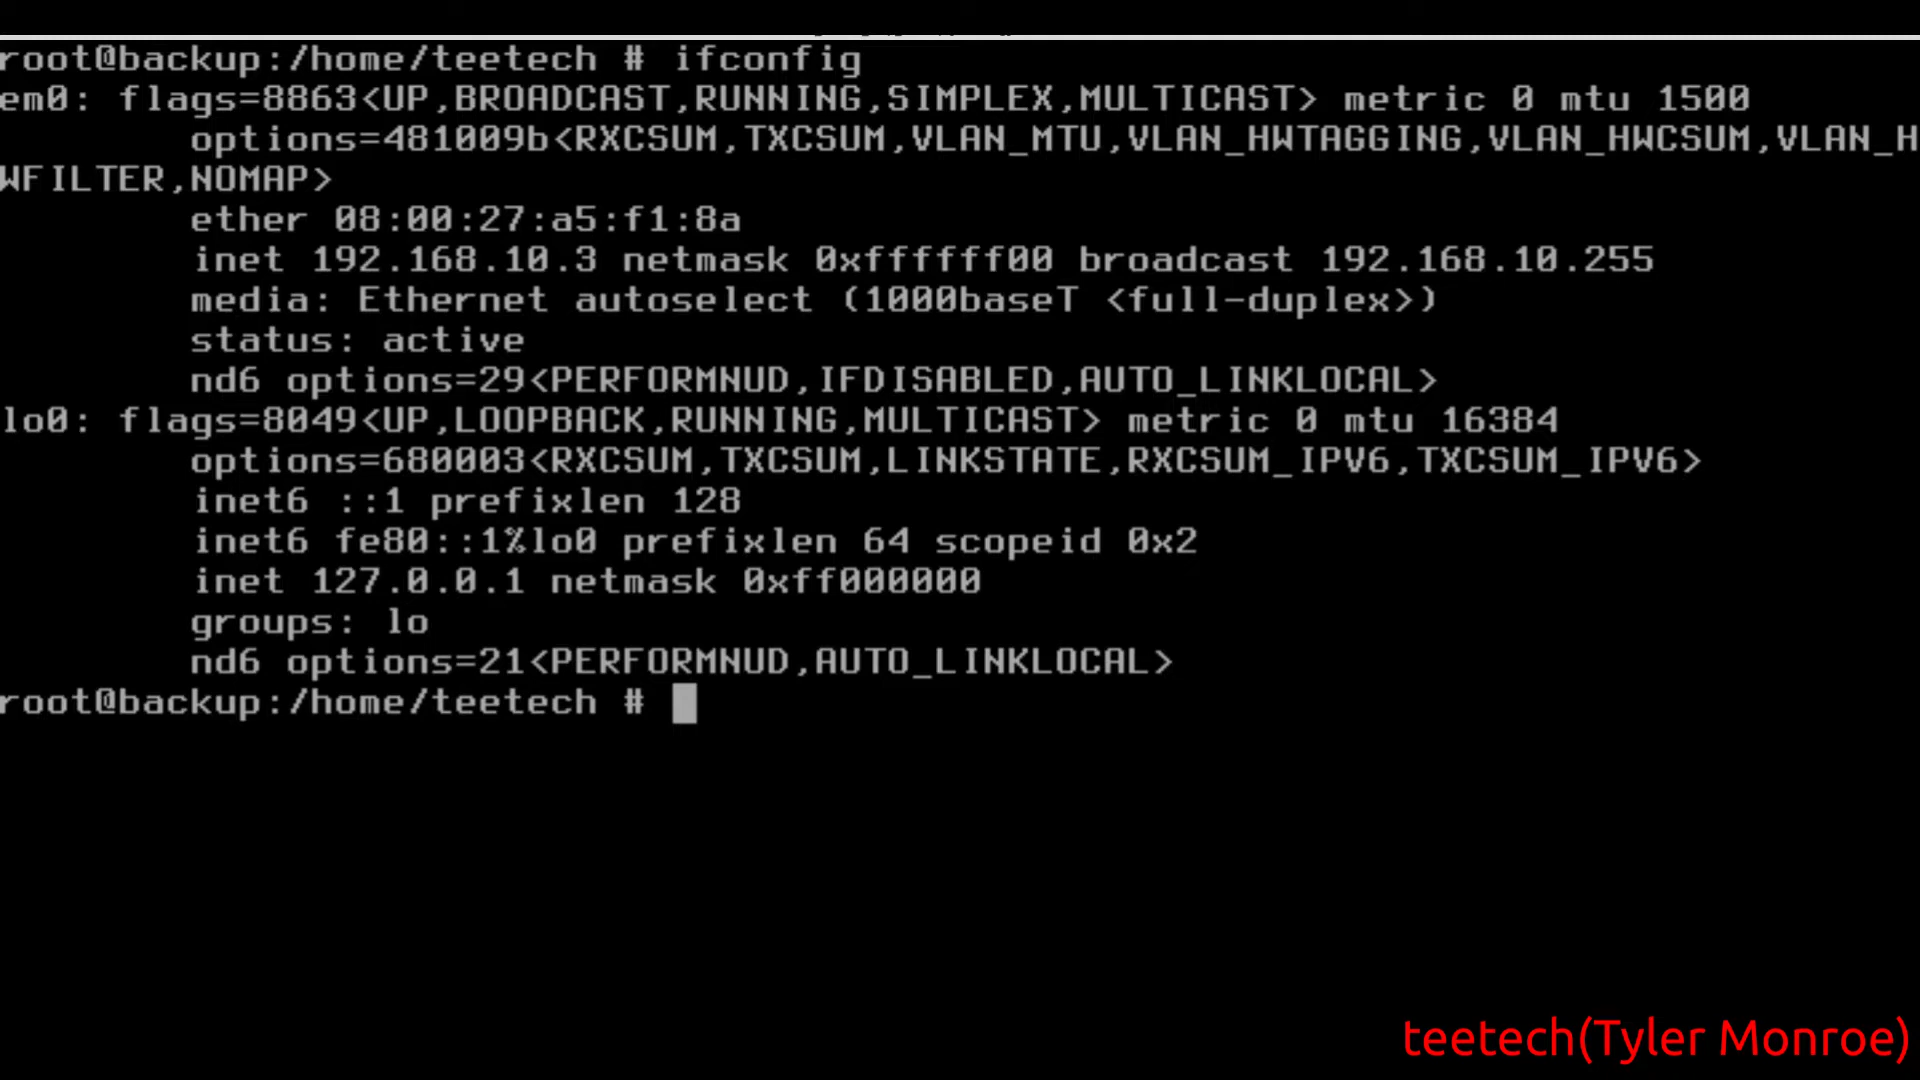 root@backup:/home/teetech # ifconfig
em0: flags=8863<UP,BROADCAST,RUNNING,SIMPLEX,MULTICAST> metric 0 mtu 1500
options=481009b<RXCSUM,TXCSUM,VLAN_MTU,VLAN_HWTAGGING,VLAN_HWCSUM,VLAN_H
WFILTER,NOMAP>
ether 08:00:27:a5:f1:8a
inet 192.168.10.3 netmask 0xffffff00 broadcast 192.168.10.255
media: Ethernet autoselect (1000baseT <full-duplex>)
status: active
nd6 options=29<PERFORMNUD,IFDISABLED,AUTO_LINKLOCAL>
lo0: flags=8049<UP,LOOPBACK,RUNNING,MULTICAST> metric 0 mtu 16384
options=680003<RXCSUM,TXCSUM,LINKSTATE,RXCSUM_IPV6,TXCSUM_IPV6>
inet6 ::1 prefixlen 128
inet6 fe80::1%lo0 prefixlen 64 scopeid 0x2
inet 127.0.0.1 netmask 0xff000000
groups: lo
nd6 options=21<PERFORMNUD,AUTO_LINKLOCAL>
root@backup:/home/teetech #
teetech(Tyler Monroe)